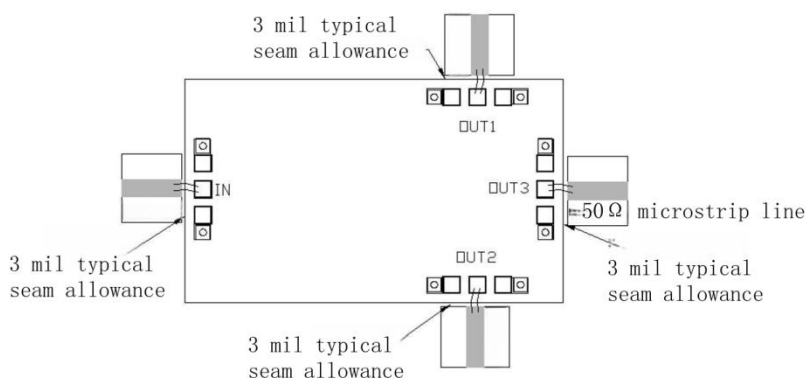 3 mil typical
seam allowance
OUT1
IN
OUT3
50 Ω microstrip line
OUT2
3 mil typical
seam allowance
3 mil typical
seam allowance
3 mil typical
seam allowance